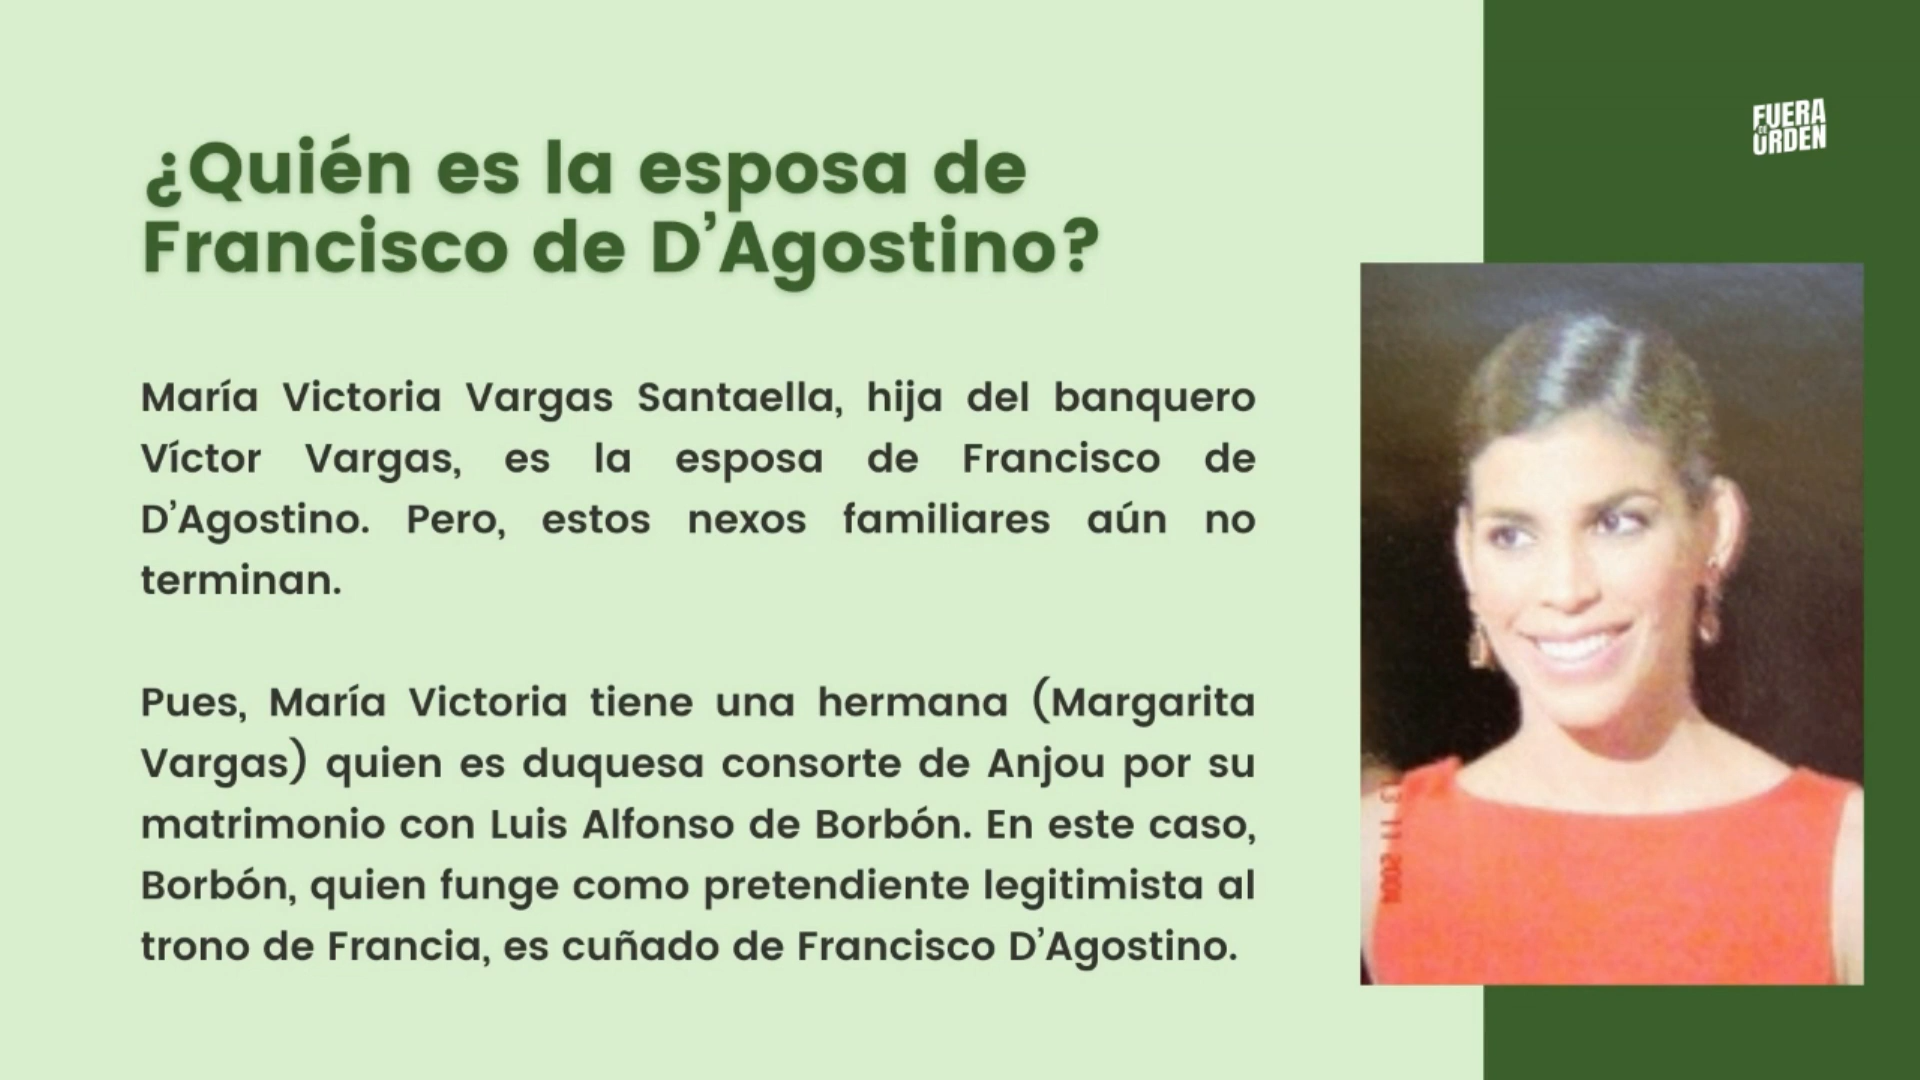 ¿Quién es la esposa de
Francisco de D’Agostino?
María Victoria Vargas Santaella, hija del banquero
Víctor Vargas, es la esposa de Francisco de
D’Agostino. Pero, estos nexos familiares aún no
terminan.
Pues, María Victoria tiene una hermana (Margarita
Vargas) quien es duquesa consorte de Anjou por su
matrimonio con Luis Alfonso de Borbón. En este caso,
Borbón, quien funge como pretendiente legitimista al
trono de Francia, es cuñado de Francisco D’Agostino.
FUERA
DE
ORDEN